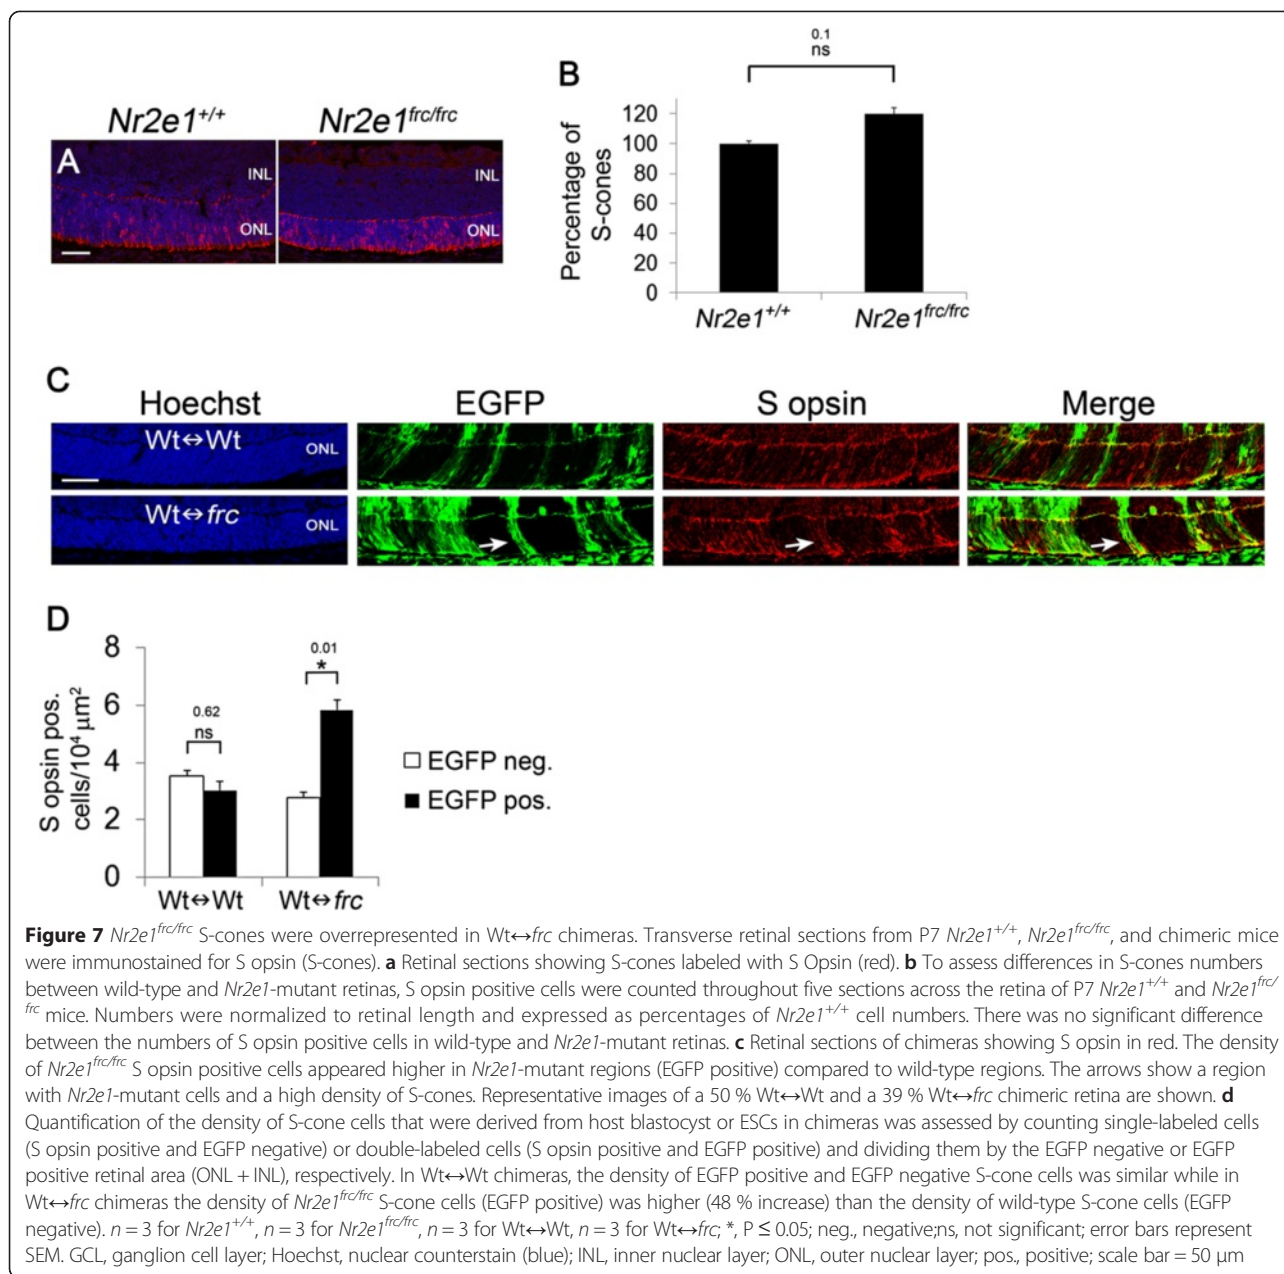 0.1
ns
B
Nr2e1+/+ Nr2e1frc/frc
A
INL
ONL
INL
ONL
Percentage of
S-cones
120
100
80
60
40
20
0
Nr2e1+/+ Nr2e1frc/frc
C
Hoechst EGFP S opsin Merge
Wt↔Wt
ONL
Wt↔frc
ONL
D
S opsin pos.
cells/10⁴ µm²
8
6
4
2
0
0.62
ns
0.01
*
EGFP neg.
EGFP pos.
Wt↔Wt Wt↔frc
Figure 7 Nr2e1frc/frc S-cones were overrepresented in Wt↔frc chimeras. Transverse retinal sections from P7 Nr2e1+/+, Nr2e1frc/frc, and chimeric mice
were immunostained for S opsin (S-cones). a Retinal sections showing S-cones labeled with S Opsin (red). b To assess differences in S-cones numbers
between wild-type and Nr2e1-mutant retinas, S opsin positive cells were counted throughout five sections across the retina of P7 Nr2e1+/+ and Nr2e1frc/
frc mice. Numbers were normalized to retinal length and expressed as percentages of Nr2e1+/+ cell numbers. There was no significant difference
between the numbers of S opsin positive cells in wild-type and Nr2e1-mutant retinas. c Retinal sections of chimeras showing S opsin in red. The density
of Nr2e1frc/frc S opsin positive cells appeared higher in Nr2e1-mutant regions (EGFP positive) compared to wild-type regions. The arrows show a region
with Nr2e1-mutant cells and a high density of S-cones. Representative images of a 50 % Wt↔Wt and a 39 % Wt↔frc chimeric retina are shown. d
Quantification of the density of S-cone cells that were derived from host blastocyst or ESCs in chimeras was assessed by counting single-labeled cells
(S opsin positive and EGFP negative) or double-labeled cells (S opsin positive and EGFP positive) and dividing them by the EGFP negative or EGFP
positive retinal area (ONL + INL), respectively. In Wt↔Wt chimeras, the density of EGFP positive and EGFP negative S-cone cells was similar while in
Wt↔frc chimeras the density of Nr2e1frc/frc S-cone cells (EGFP positive) was higher (48 % increase) than the density of wild-type S-cone cells (EGFP
negative). n = 3 for Nr2e1+/+, n = 3 for Nr2e1frc/frc, n = 3 for Wt↔Wt, n = 3 for Wt↔frc; *, P ≤ 0.05; neg., negative;ns, not significant; error bars represent
SEM. GCL, ganglion cell layer; Hoechst, nuclear counterstain (blue); INL, inner nuclear layer; ONL, outer nuclear layer; pos., positive; scale bar = 50 µm